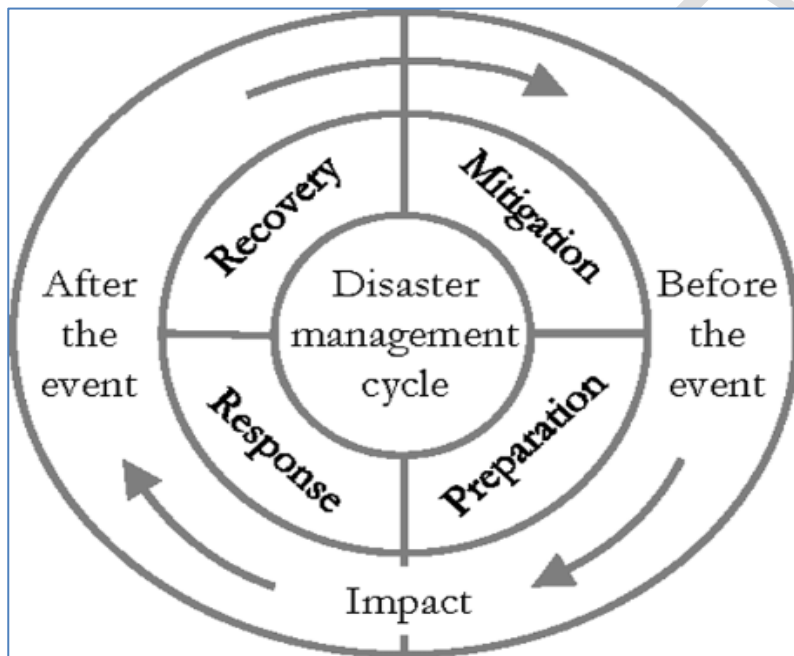 Recovery
Mitigation
After
the
event
Disaster
management
cycle
Before
the
event
Response
Preparation
Impact